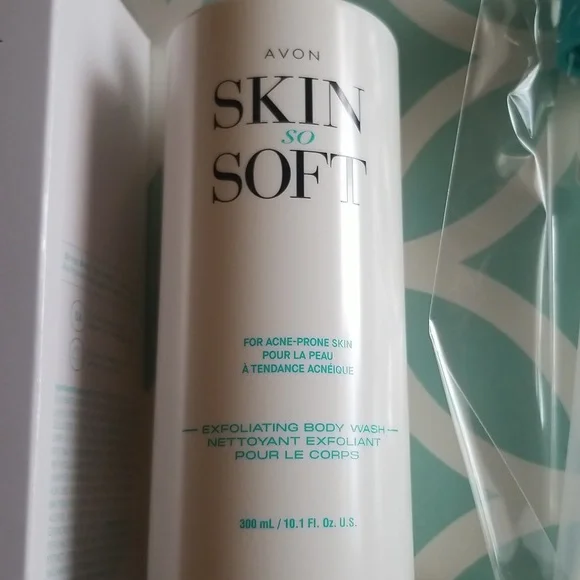 AVON
SKIN
so
SOFT
FOR ACNE-PRONE SKIN
POUR LA PEAU
À TENDANCE ACNÉIQUE
EXFOLIATING BODY WASH
NETTOYANT EXFOLIANT
POUR LE CORPS
300 mL / 10.1 Fl. Oz. U.S.